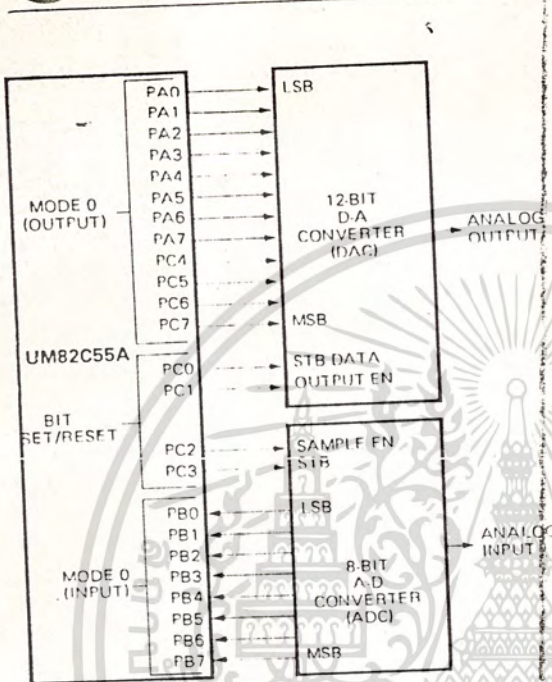 PA0 LSB
PA1
PA2
PA3
PA4
MODE 0 PA5 12-BIT
(OUTPUT) PA6 D-A ANALOG
PA7 CONVERTER OUTPUT
PC4 (DAC)
PC5
PC6
PC7 MSB
UM82C55A
PC0 STB DATA
PC1 OUTPUT EN
BIT
SET/RESET
PC2 SAMPLE EN
PC3 STB
PB0 LSB
PB1
PB2 ANALOG
MODE 0 PB3 8-BIT INPUT
(INPUT) PB4 A-D
PB5 CONVERTER
PB6 (ADC)
PB7 MSB